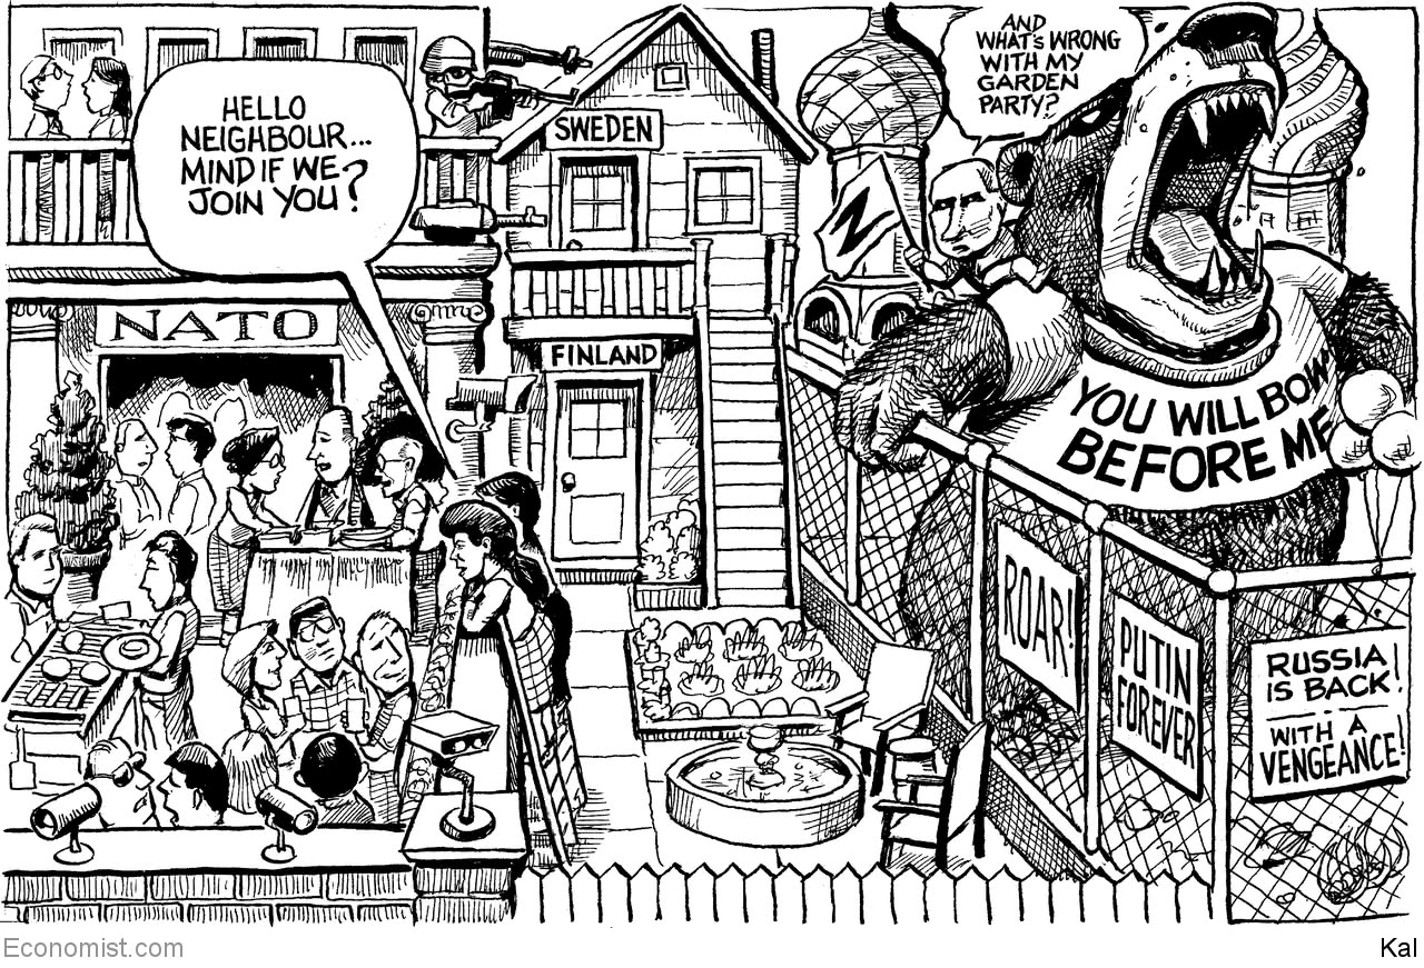 HELLO
NEIGHBOUR...
MIND IF WE
JOIN YOU?
NATO
SWEDEN
FINLAND
AND
WHAT'S WRONG
WITH MY
GARDEN
PARTY?
Z
YOU WILL BOW
BEFORE ME
ROAR!
PUTIN
FOREVER
RUSSIA
IS BACK!
WITH A
VENGEANCE!
Economist.com
Kal